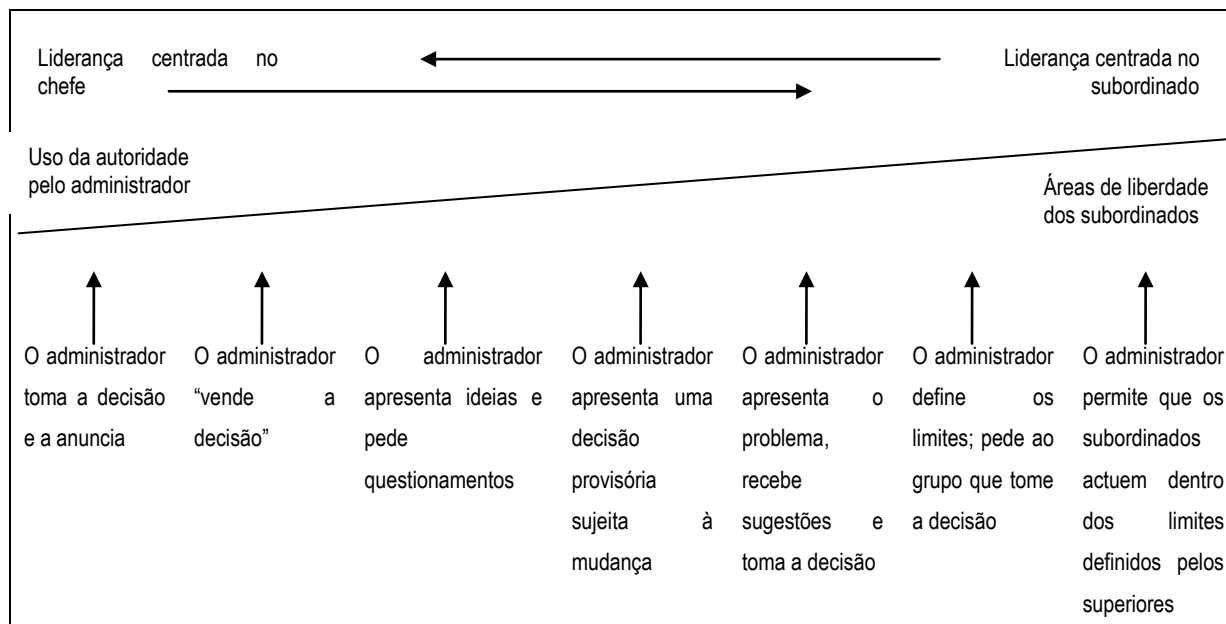 Liderança centrada no
chefe
Liderança centrada no
subordinado
Uso da autoridade
pelo administrador
Áreas de liberdade
dos subordinados
O administrador
toma a decisão
e a anuncia
O administrador
“vende a
decisão”
O administrador
apresenta ideias e
pede
questionamentos
O administrador
apresenta uma
decisão
provisória
sujeita à
mudança
O administrador
apresenta o
problema,
recebe
sugestões e
toma a decisão
O administrador
define os
limites; pede ao
grupo que tome
a decisão
O administrador
permite que os
subordinados
actuem dentro
dos limites
definidos pelos
superiores